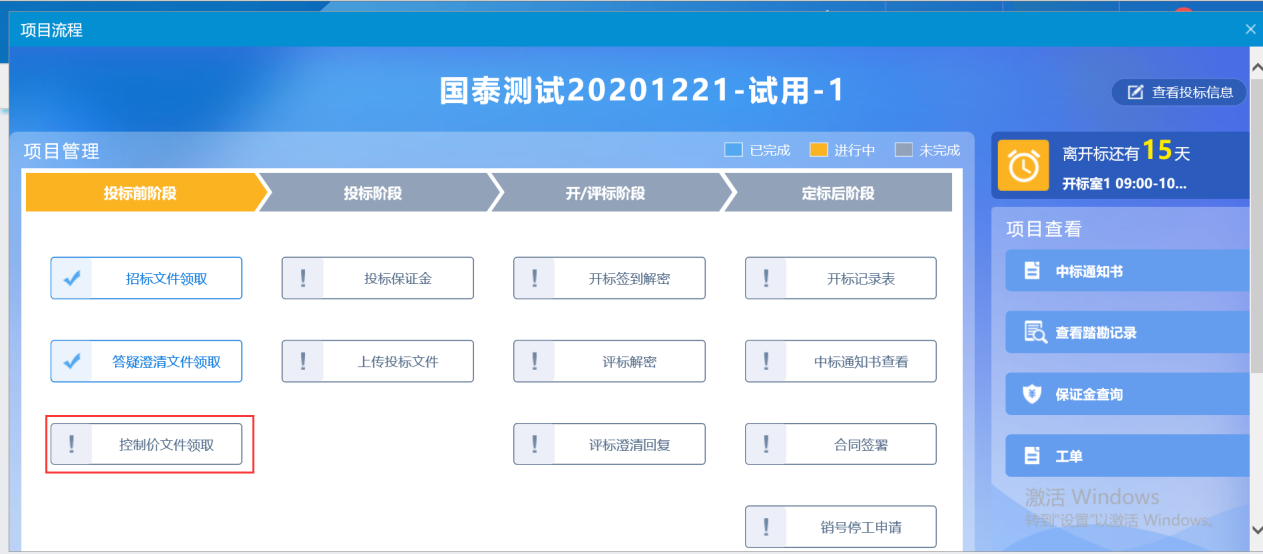 项目流程
国泰测试20201221-试用-1
查看投标信息
项目管理
已完成
进行中
未完成
投标前阶段
投标阶段
开/评标阶段
定标后阶段
招标文件领取
投标保证金
开标签到解密
开标记录表
答疑澄清文件领取
上传投标文件
评标解密
中标通知书查看
控制价文件领取
评标澄清回复
合同签署
销号停工申请
离开标还有15天
开标室1 09:00-10...
项目查看
中标通知书
查看踏勘记录
保证金查询
工单
激活 Windows
转到"设置"以激活 Windows。